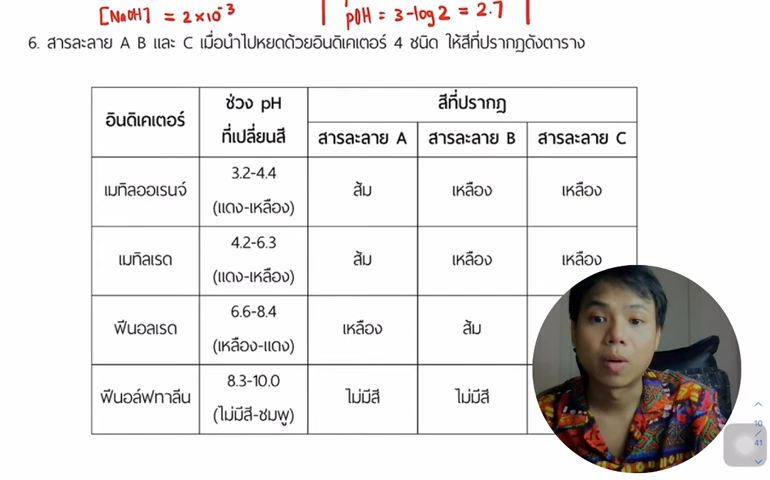 [NaOH] = 2×10⁻³
pOH = 3-log2 = 2.7
6. สารละลาย A B และ C เมื่อนำไปหยดด้วยอินดิเคเตอร์ 4 ชนิด ให้สีที่ปรากฏดังตาราง
อินดิเคเตอร์ ช่วง pH ที่เปลี่ยนสี สีที่ปรากฏ
สารละลาย A สารละลาย B สารละลาย C
เมทิลออเรนจ์ 3.2-4.4 (แดง-เหลือง) ส้ม เหลือง เหลือง
เมทิลเรด 4.2-6.3 (แดง-เหลือง) ส้ม เหลือง เหลือง
ฟีนอลเรด 6.6-8.4 (เหลือง-แดง) เหลือง ส้ม
ฟีนอล์ฟทาลีน 8.3-10.0 (ไม่มีสี-ชมพู) ไม่มีสี ไม่มีสี
10
/
41